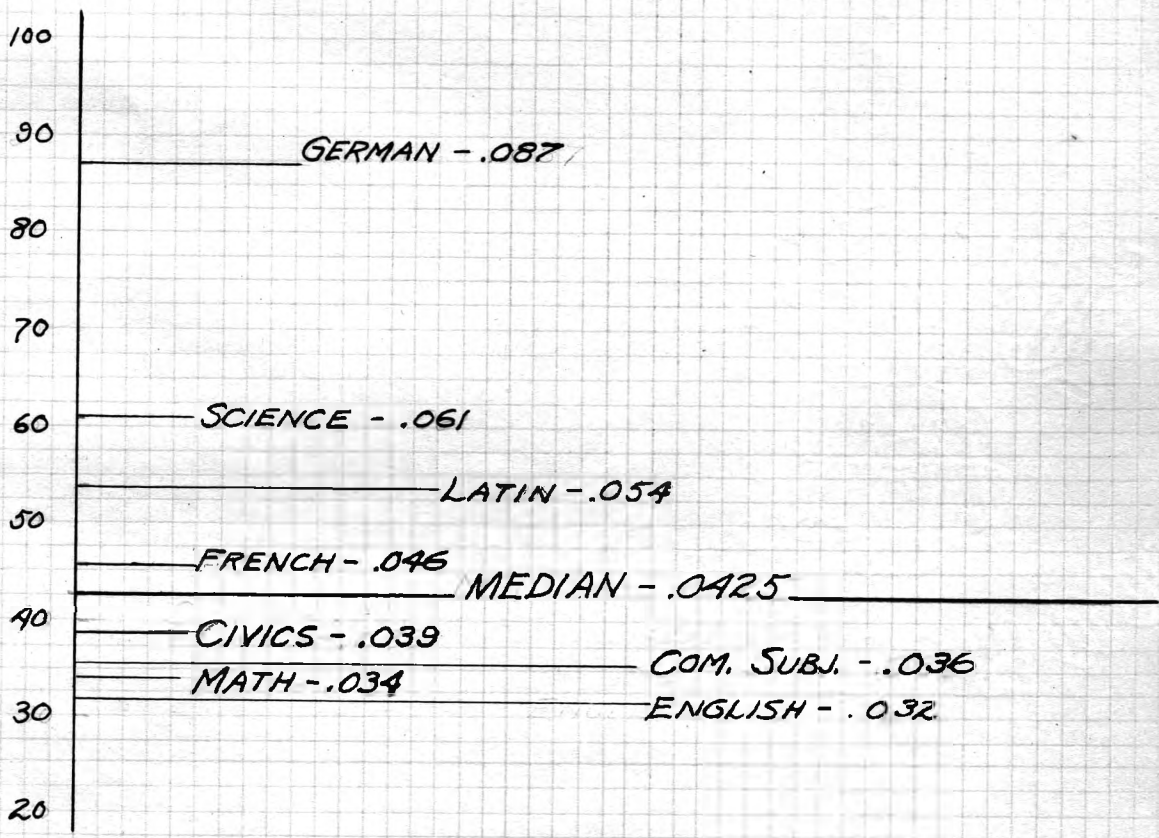 100
90
GERMAN - .087
80
70
60
SCIENCE - .061
LATIN - .054
50
FRENCH - .046
MEDIAN - .0425
40
CIVICS - .039
COM. SUBJ. - .036
MATH - .034
ENGLISH - .032
30
20